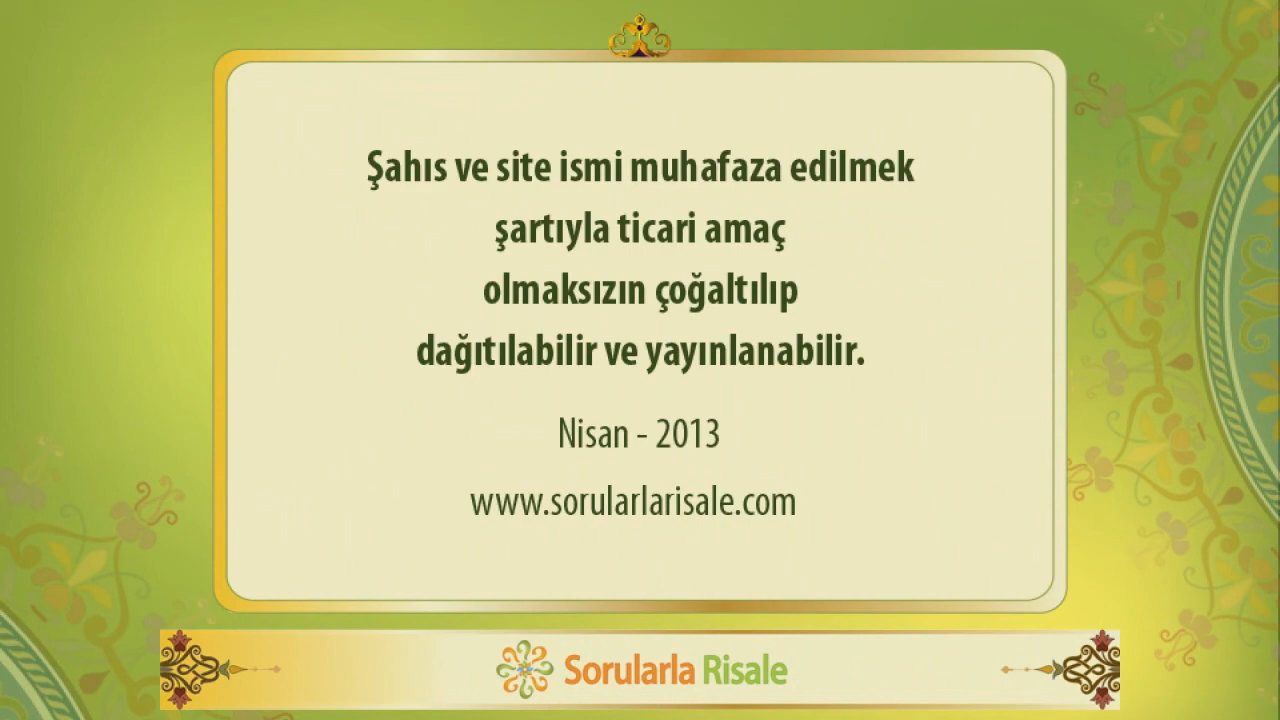 Şahıs ve site ismi muhafaza edilmek
şartıyla ticari amaç
olmaksızın çoğaltılıp
dağıtılabilir ve yayınlanabilir.
Nisan - 2013
www.sorularlarisale.com
Sorularla Risale